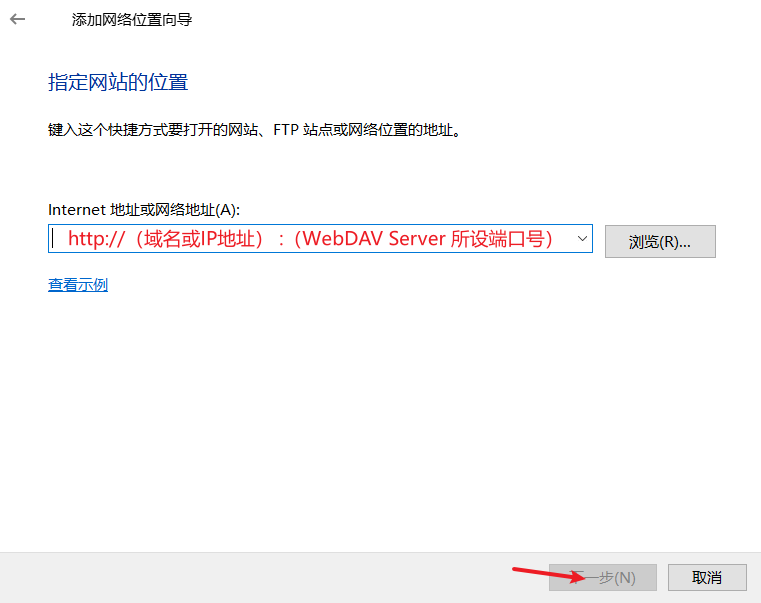 添加网络位置向导
指定网站的位置
键入这个快捷方式要打开的网站、FTP 站点或网络位置的地址。
Internet 地址或网络地址(A):
http://（域名或IP地址）:（WebDAV Server 所设端口号）
浏览(R)...
查看示例
下一步(N)
取消